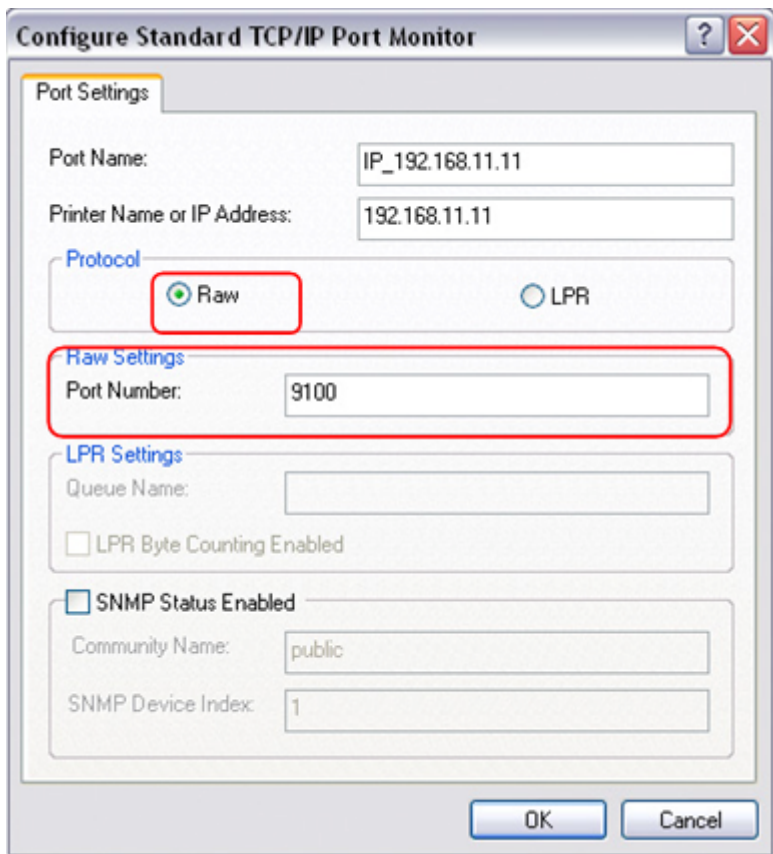 Configure Standard TCP/IP Port Monitor
Port Settings
Port Name: IP_192.168.11.11
Printer Name or IP Address: 192.168.11.11
Protocol
Raw LPR
Raw Settings
Port Number: 9100
LPR Settings
Queue Name:
LPR Byte Counting Enabled
SNMP Status Enabled
Community Name: public
SNMP Device Index: 1
OK Cancel